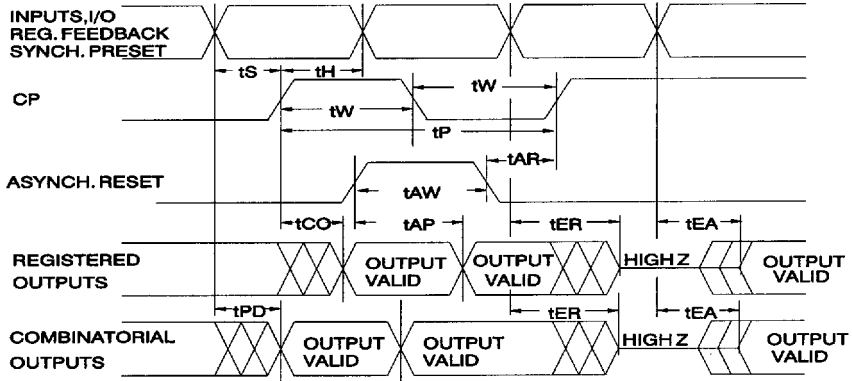 INPUTS,I/O
REG. FEEDBACK
SYNCH. PRESET
tS
tH
tW
CP
tW
tP
tAR
ASYNCH. RESET
tAW
tCO
tAP
tER
tEA
REGISTERED
OUTPUTS
OUTPUT
VALID
OUTPUT
VALID
HIGH Z
OUTPUT
VALID
tPD
tER
tEA
COMBINATORIAL
OUTPUTS
OUTPUT
VALID
OUTPUT
VALID
HIGH Z
OUTPUT
VALID